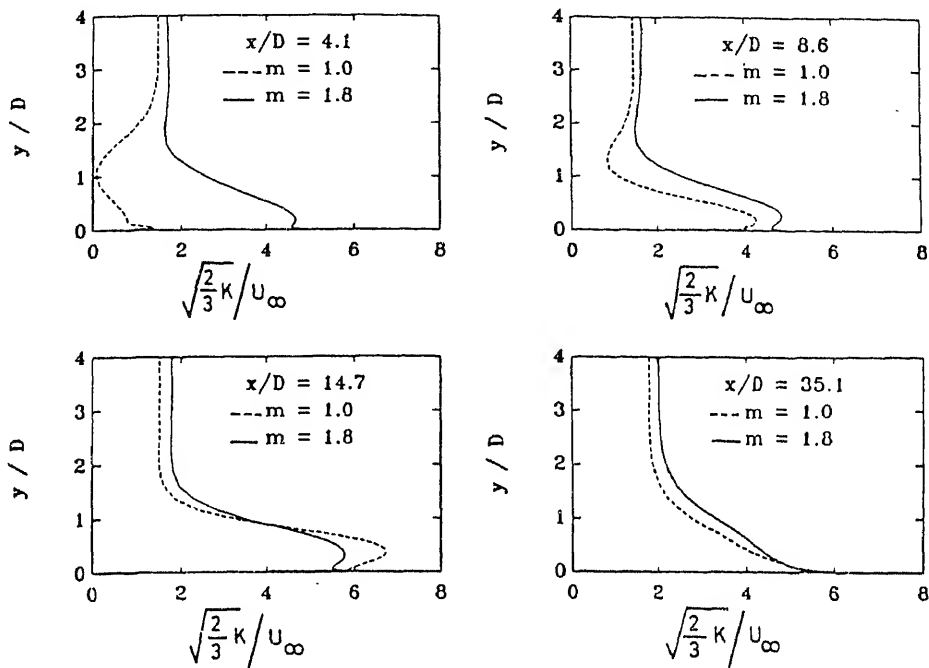 4
3
2
1
0
y / D
x/D = 4.1
m = 1.0
m = 1.8
0 2 4 6 8
√(2/3 K) / U∞
4
3
2
1
0
y / D
x/D = 8.6
m = 1.0
m = 1.8
0 2 4 6 8
√(2/3 K) / U∞
4
3
2
1
0
y / D
x/D = 14.7
m = 1.0
m = 1.8
0 2 4 6 8
√(2/3 K) / U∞
4
3
2
1
0
y / D
x/D = 35.1
m = 1.0
m = 1.8
0 2 4 6 8
√(2/3 K) / U∞